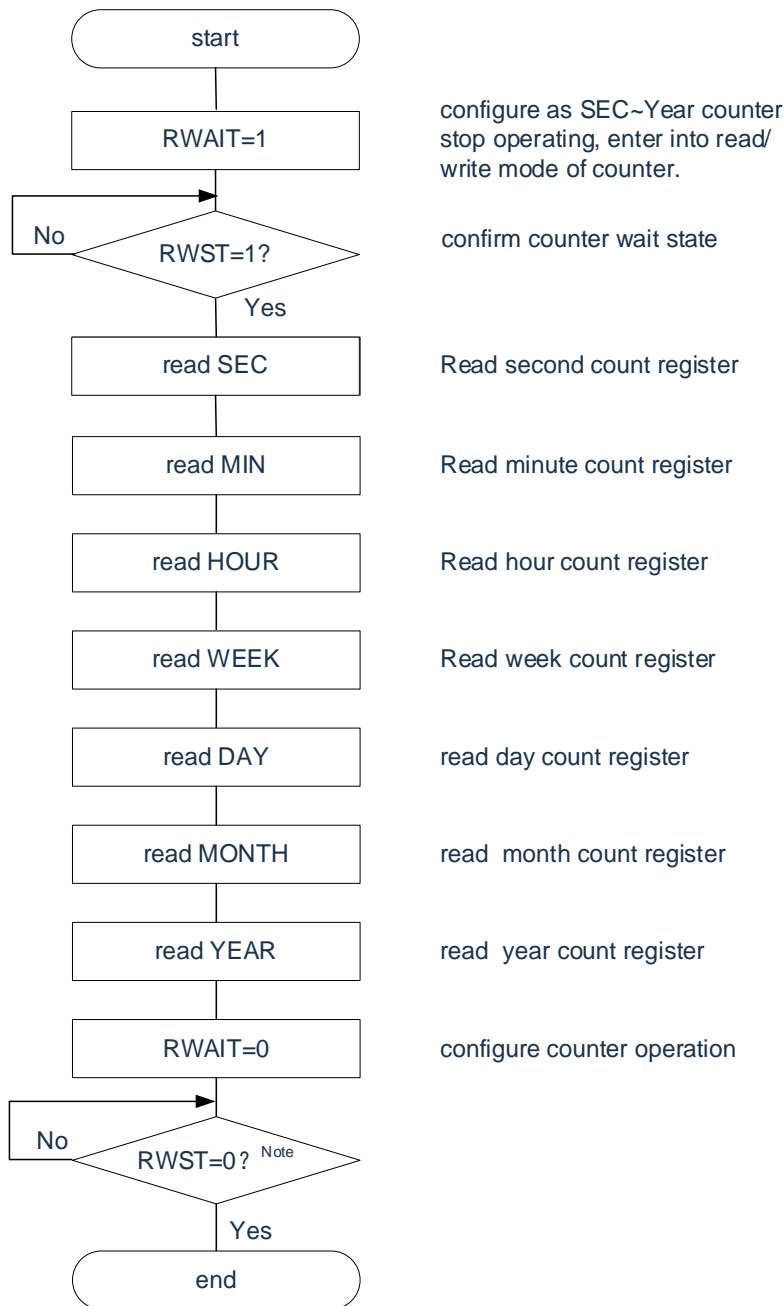 start
RWAIT=1
configure as SEC~Year counter
stop operating, enter into read/
write mode of counter.
No
RWST=1?
confirm counter wait state
Yes
read SEC
Read second count register
read MIN
Read minute count register
read HOUR
Read hour count register
read WEEK
Read week count register
read DAY
read day count register
read MONTH
read  month count register
read YEAR
read  year count register
RWAIT=0
configure counter operation
No
RWST=0? Note
Yes
end